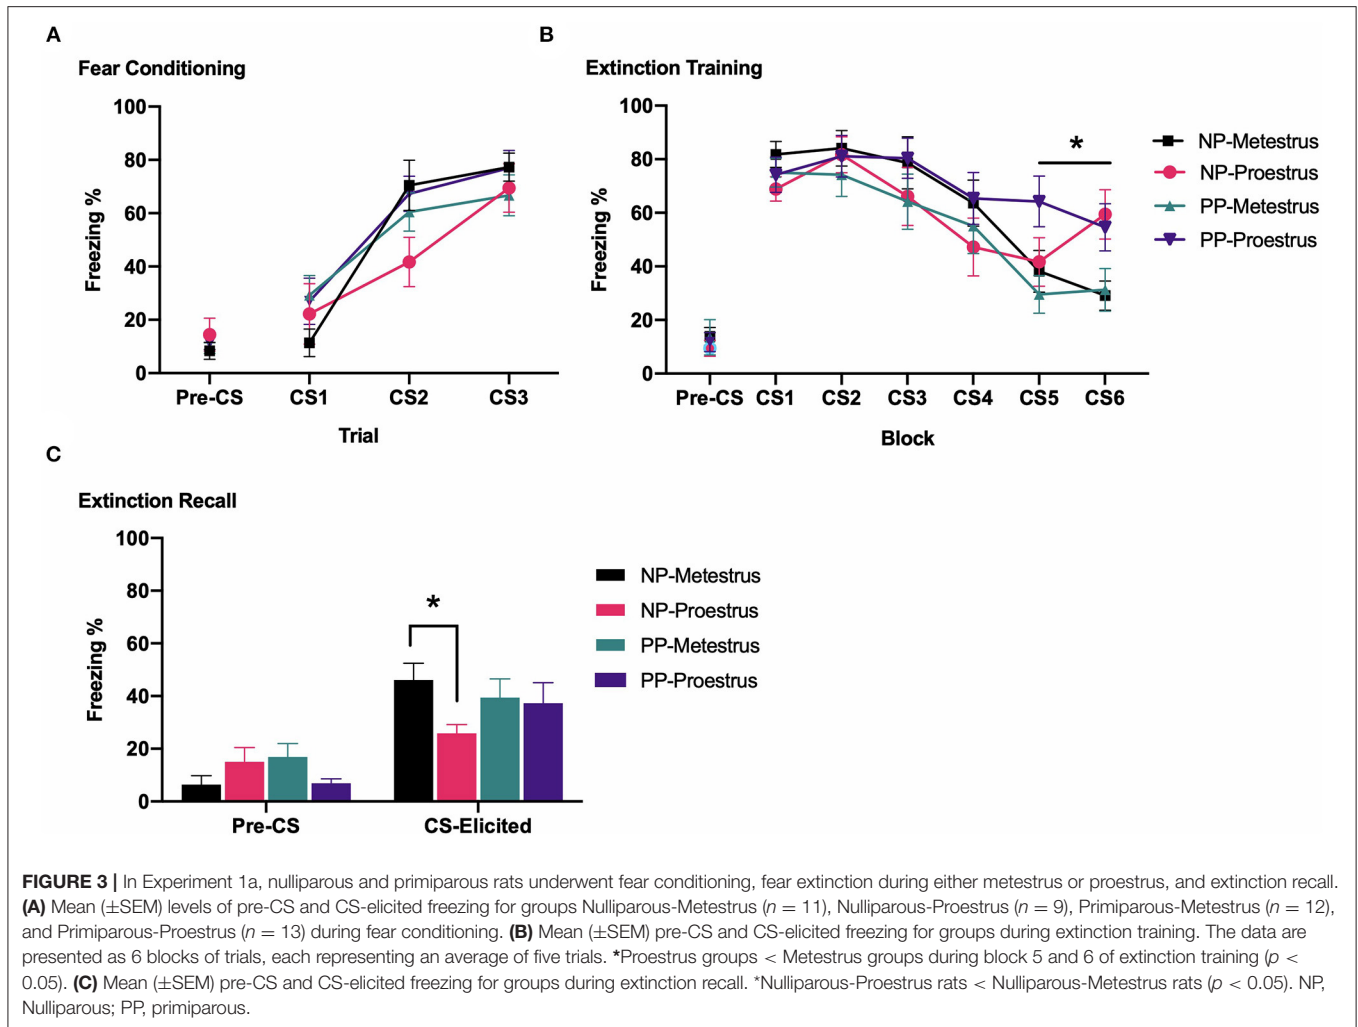 A
Fear Conditioning
100
80
60
40
20
0
Freezing %
Pre-CS CS1 CS2 CS3
Trial
B
Extinction Training
100
80
60
40
20
0
Freezing %
*
Pre-CS CS1 CS2 CS3 CS4 CS5 CS6
Block
NP-Metestrus
NP-Proestrus
PP-Metestrus
PP-Proestrus
C
Extinction Recall
100
80
60
40
20
0
Freezing %
*
Pre-CS CS-Elicited
NP-Metestrus
NP-Proestrus
PP-Metestrus
PP-Proestrus
FIGURE 3 | In Experiment 1a, nulliparous and primiparous rats underwent fear conditioning, fear extinction during either metestrus or proestrus, and extinction recall.
(A) Mean (±SEM) levels of pre-CS and CS-elicited freezing for groups Nulliparous-Metestrus (n = 11), Nulliparous-Proestrus (n = 9), Primiparous-Metestrus (n = 12),
and Primiparous-Proestrus (n = 13) during fear conditioning. (B) Mean (±SEM) pre-CS and CS-elicited freezing for groups during extinction training. The data are
presented as 6 blocks of trials, each representing an average of five trials. *Proestrus groups < Metestrus groups during block 5 and 6 of extinction training (p <
0.05). (C) Mean (±SEM) pre-CS and CS-elicited freezing for groups during extinction recall. *Nulliparous-Proestrus rats < Nulliparous-Metestrus rats (p < 0.05). NP,
Nulliparous; PP, primiparous.